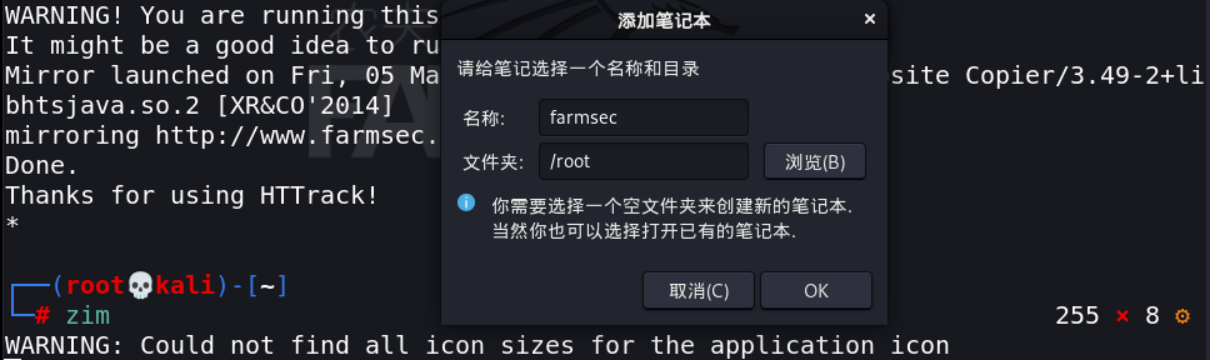 WARNING! You are running this
It might be a good idea to ru
Mirror launched on Fri, 05 Ma
site Copier/3.49-2+li
bhtsjava.so.2 [XR&CO'2014]
mirroring http://www.farmsec.
Done.
Thanks for using HTTrack!
*
┌──(root💀kali)-[~]
└─# zim
255 × 8 ⚙
WARNING: Could not find all icon sizes for the application icon
添加笔记本
×
请给笔记选择一个名称和目录
名称: farmsec
文件夹: /root 浏览(B)
你需要选择一个空文件夹来创建新的笔记本.
当然你也可以选择打开已有的笔记本.
取消(C) OK